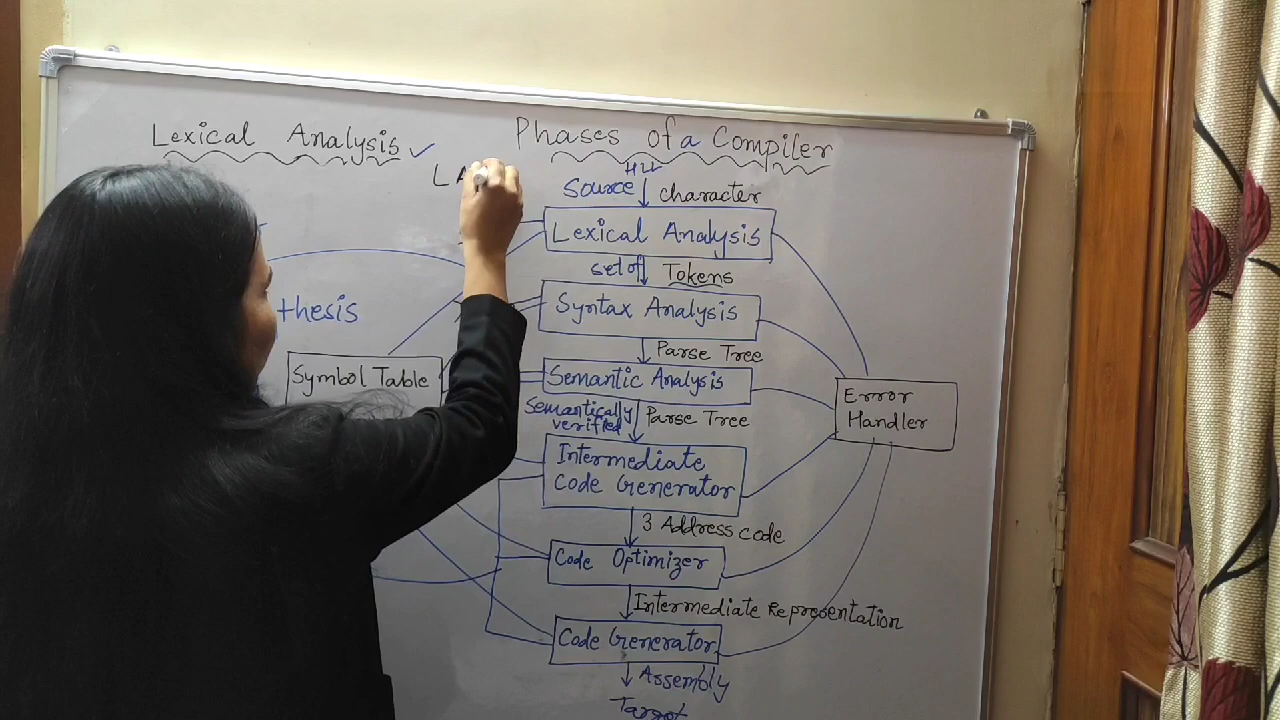 Lexical Analysis
Phases of a Compiler
LA
HLL
Source character
Lexical Analysis
set of Tokens
thesis
Syntax Analysis
Parse Tree
Symbol Table
Semantic Analysis
Error
Handler
Semantically
verified Parse Tree
Intermediate
Code Generator
3 Address code
Code Optimizer
Intermediate Representation
Code Generator
Assembly
Target